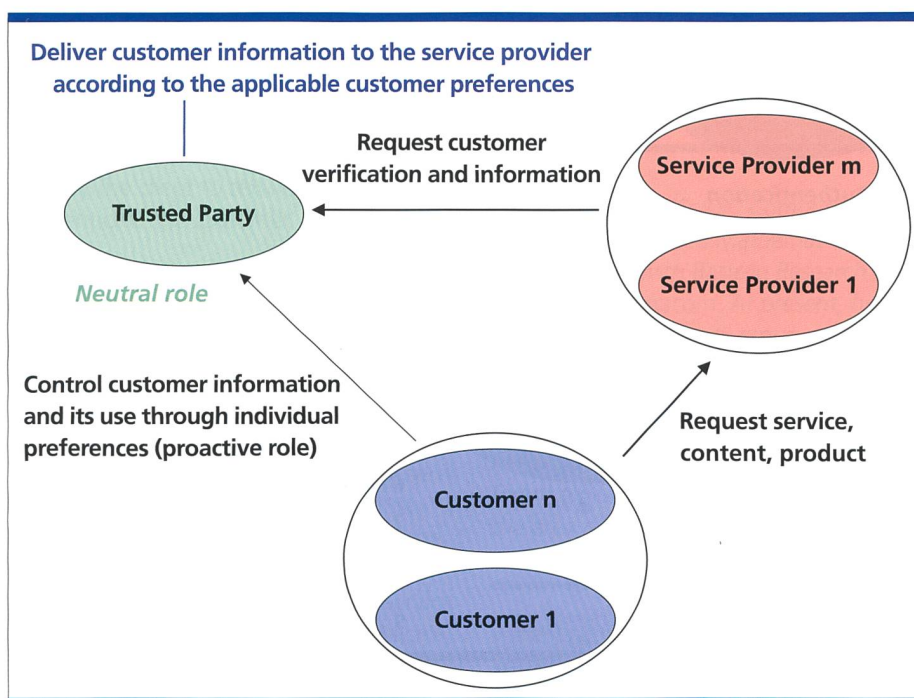 Deliver customer information to the service provider
according to the applicable customer preferences
Request customer
verification and information
Service Provider m
Trusted Party
Service Provider 1
Neutral role
Control customer information
and its use through individual
preferences (proactive role)
Request service,
content, product
Customer n
Customer 1